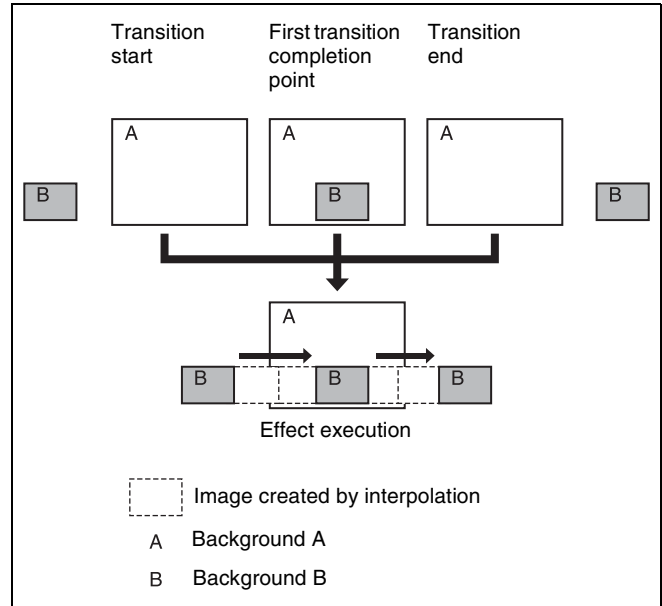 Transition start
First transition completion point
Transition end
A
A
A
B
B
B
A
B
B
B
Effect execution
Image created by interpolation
A Background A
B Background B